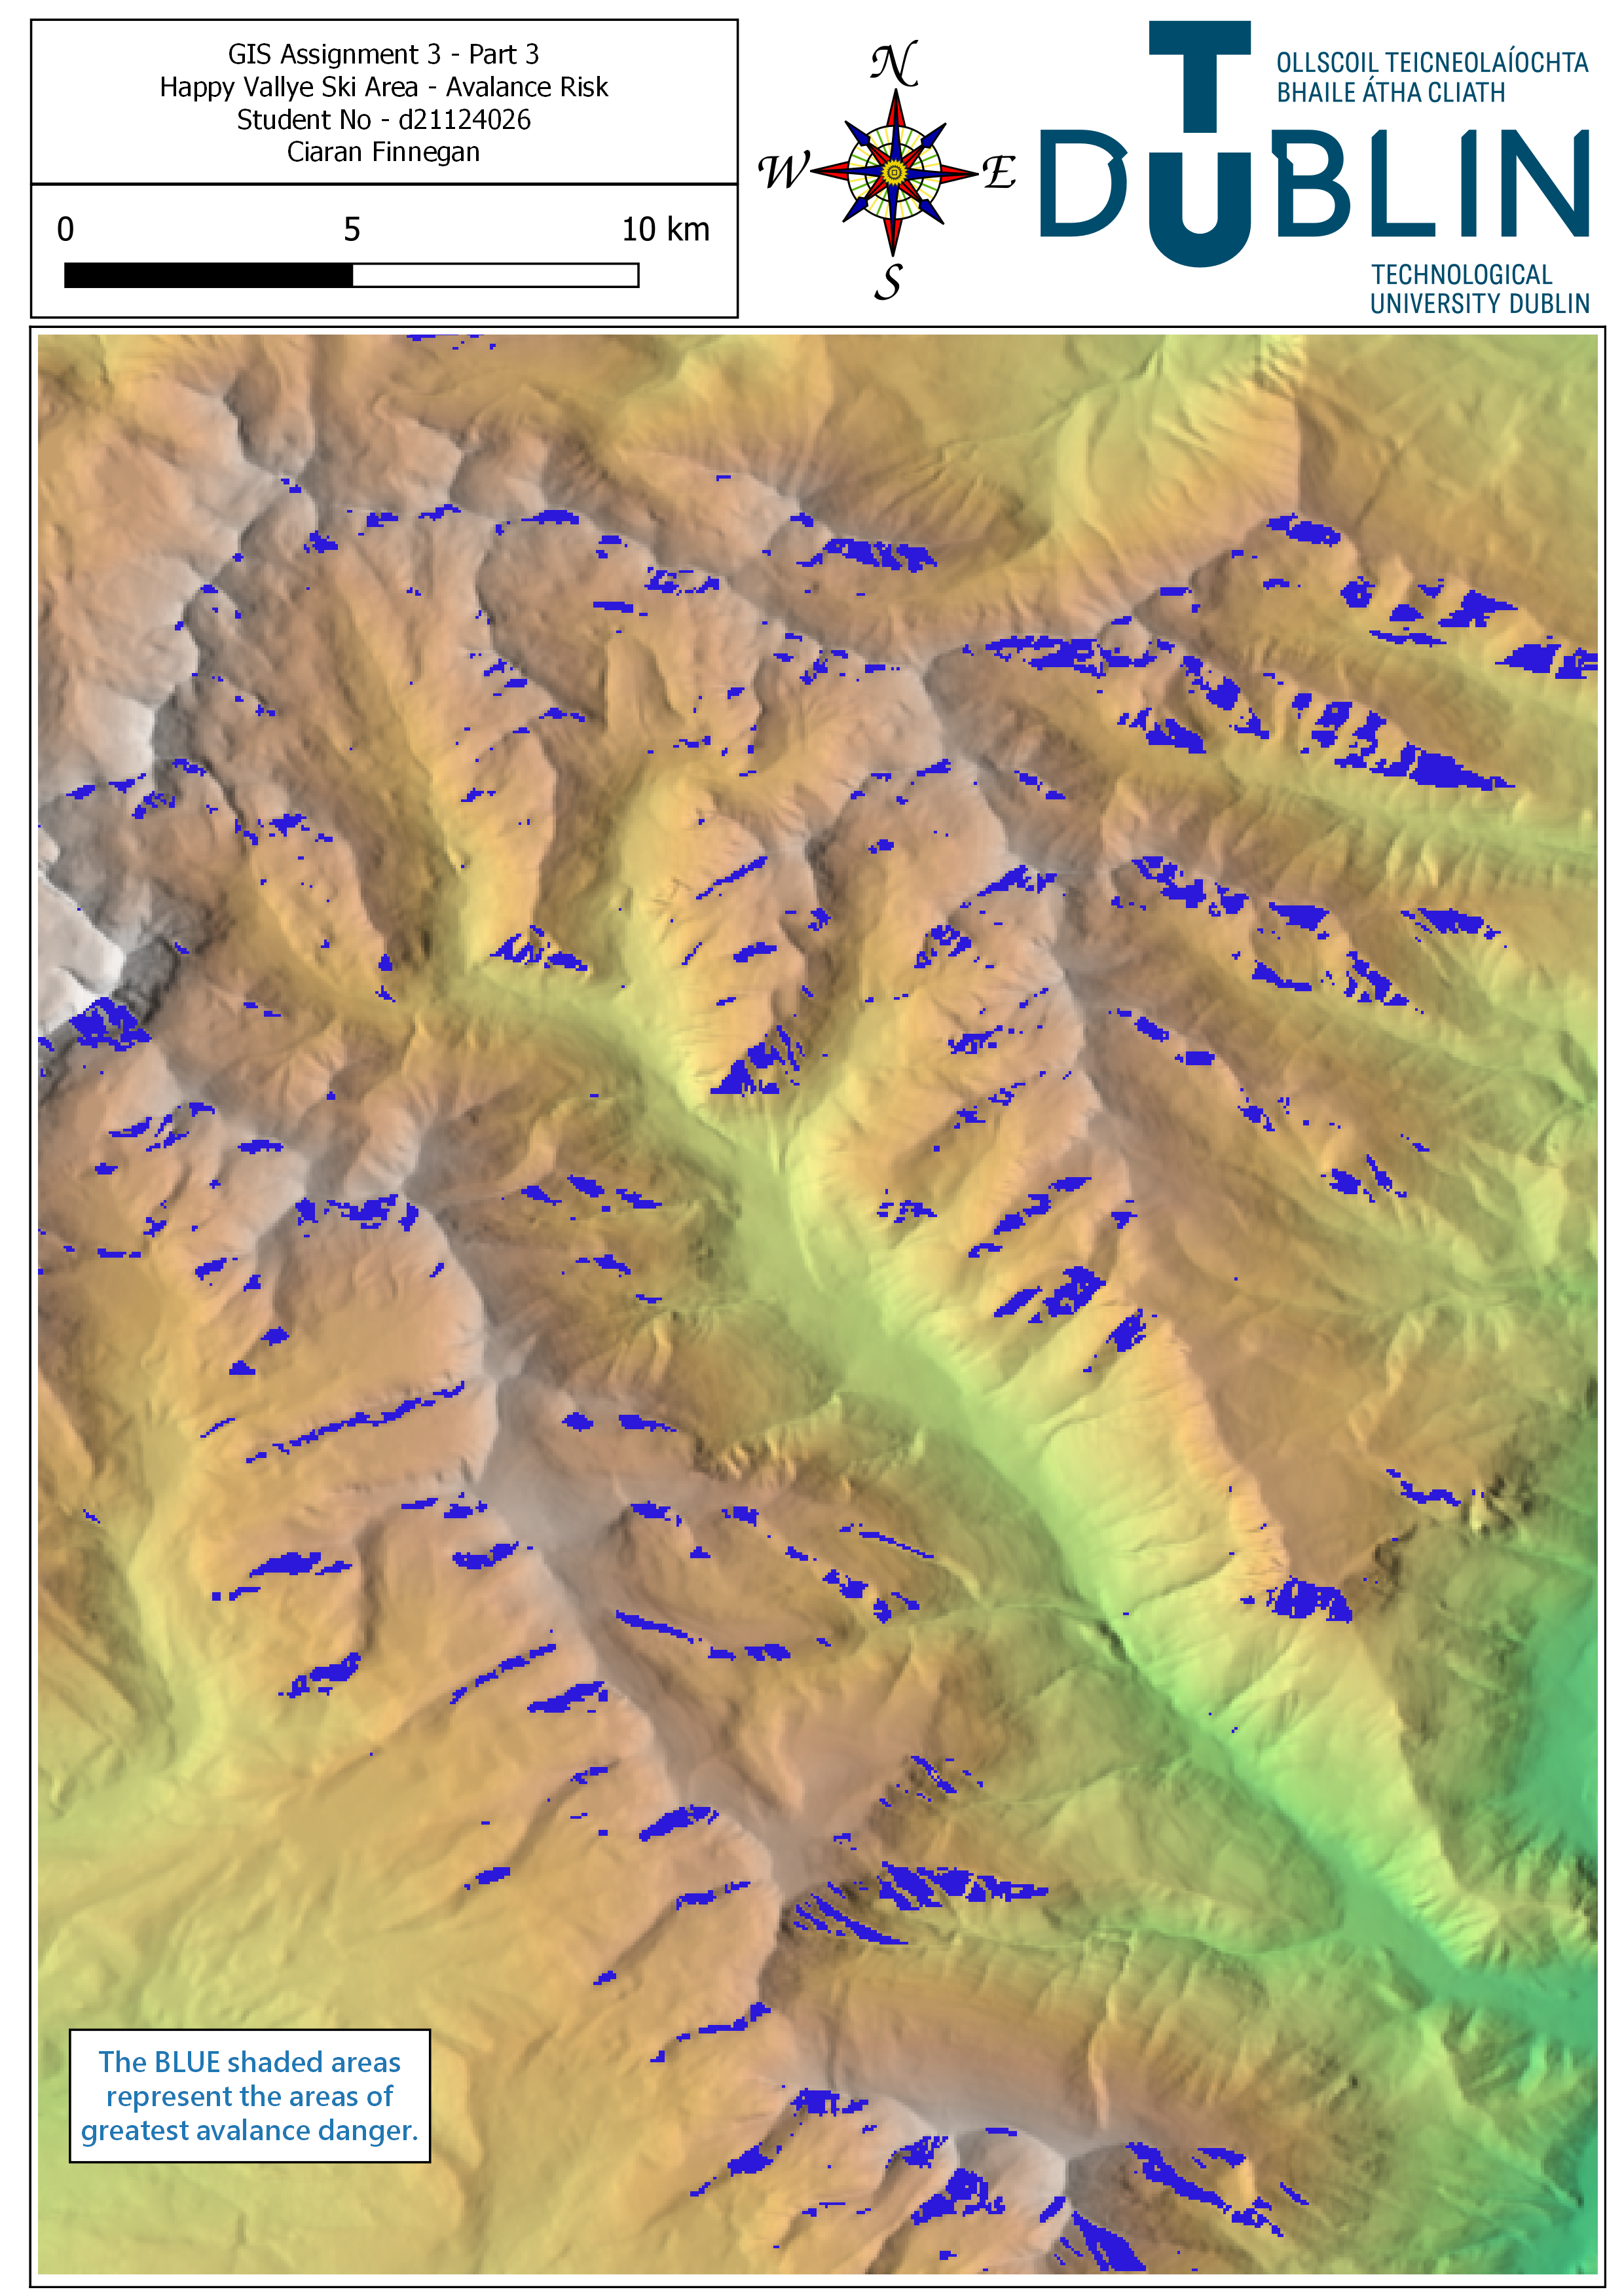 GIS Assignment 3 - Part 3
Happy Vallye Ski Area - Avalance Risk
Student No - d21124026
Ciaran Finnegan
0 5 10 km
N
W E
S
OLLSCOIL TEICNEOLAÍOCHTA
BHAILE ÁTHA CLIATH
TU DUBLIN
TECHNOLOGICAL
UNIVERSITY DUBLIN
The BLUE shaded areas
represent the areas of
greatest avalance danger.